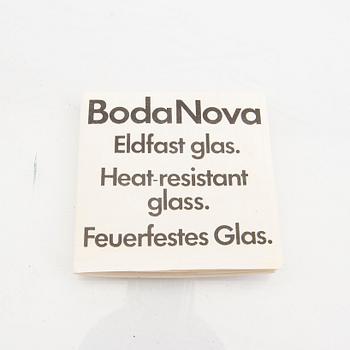 BodaNova
Eldfast glas.
Heat-resistant
glass.
Feuerfestes Glas.